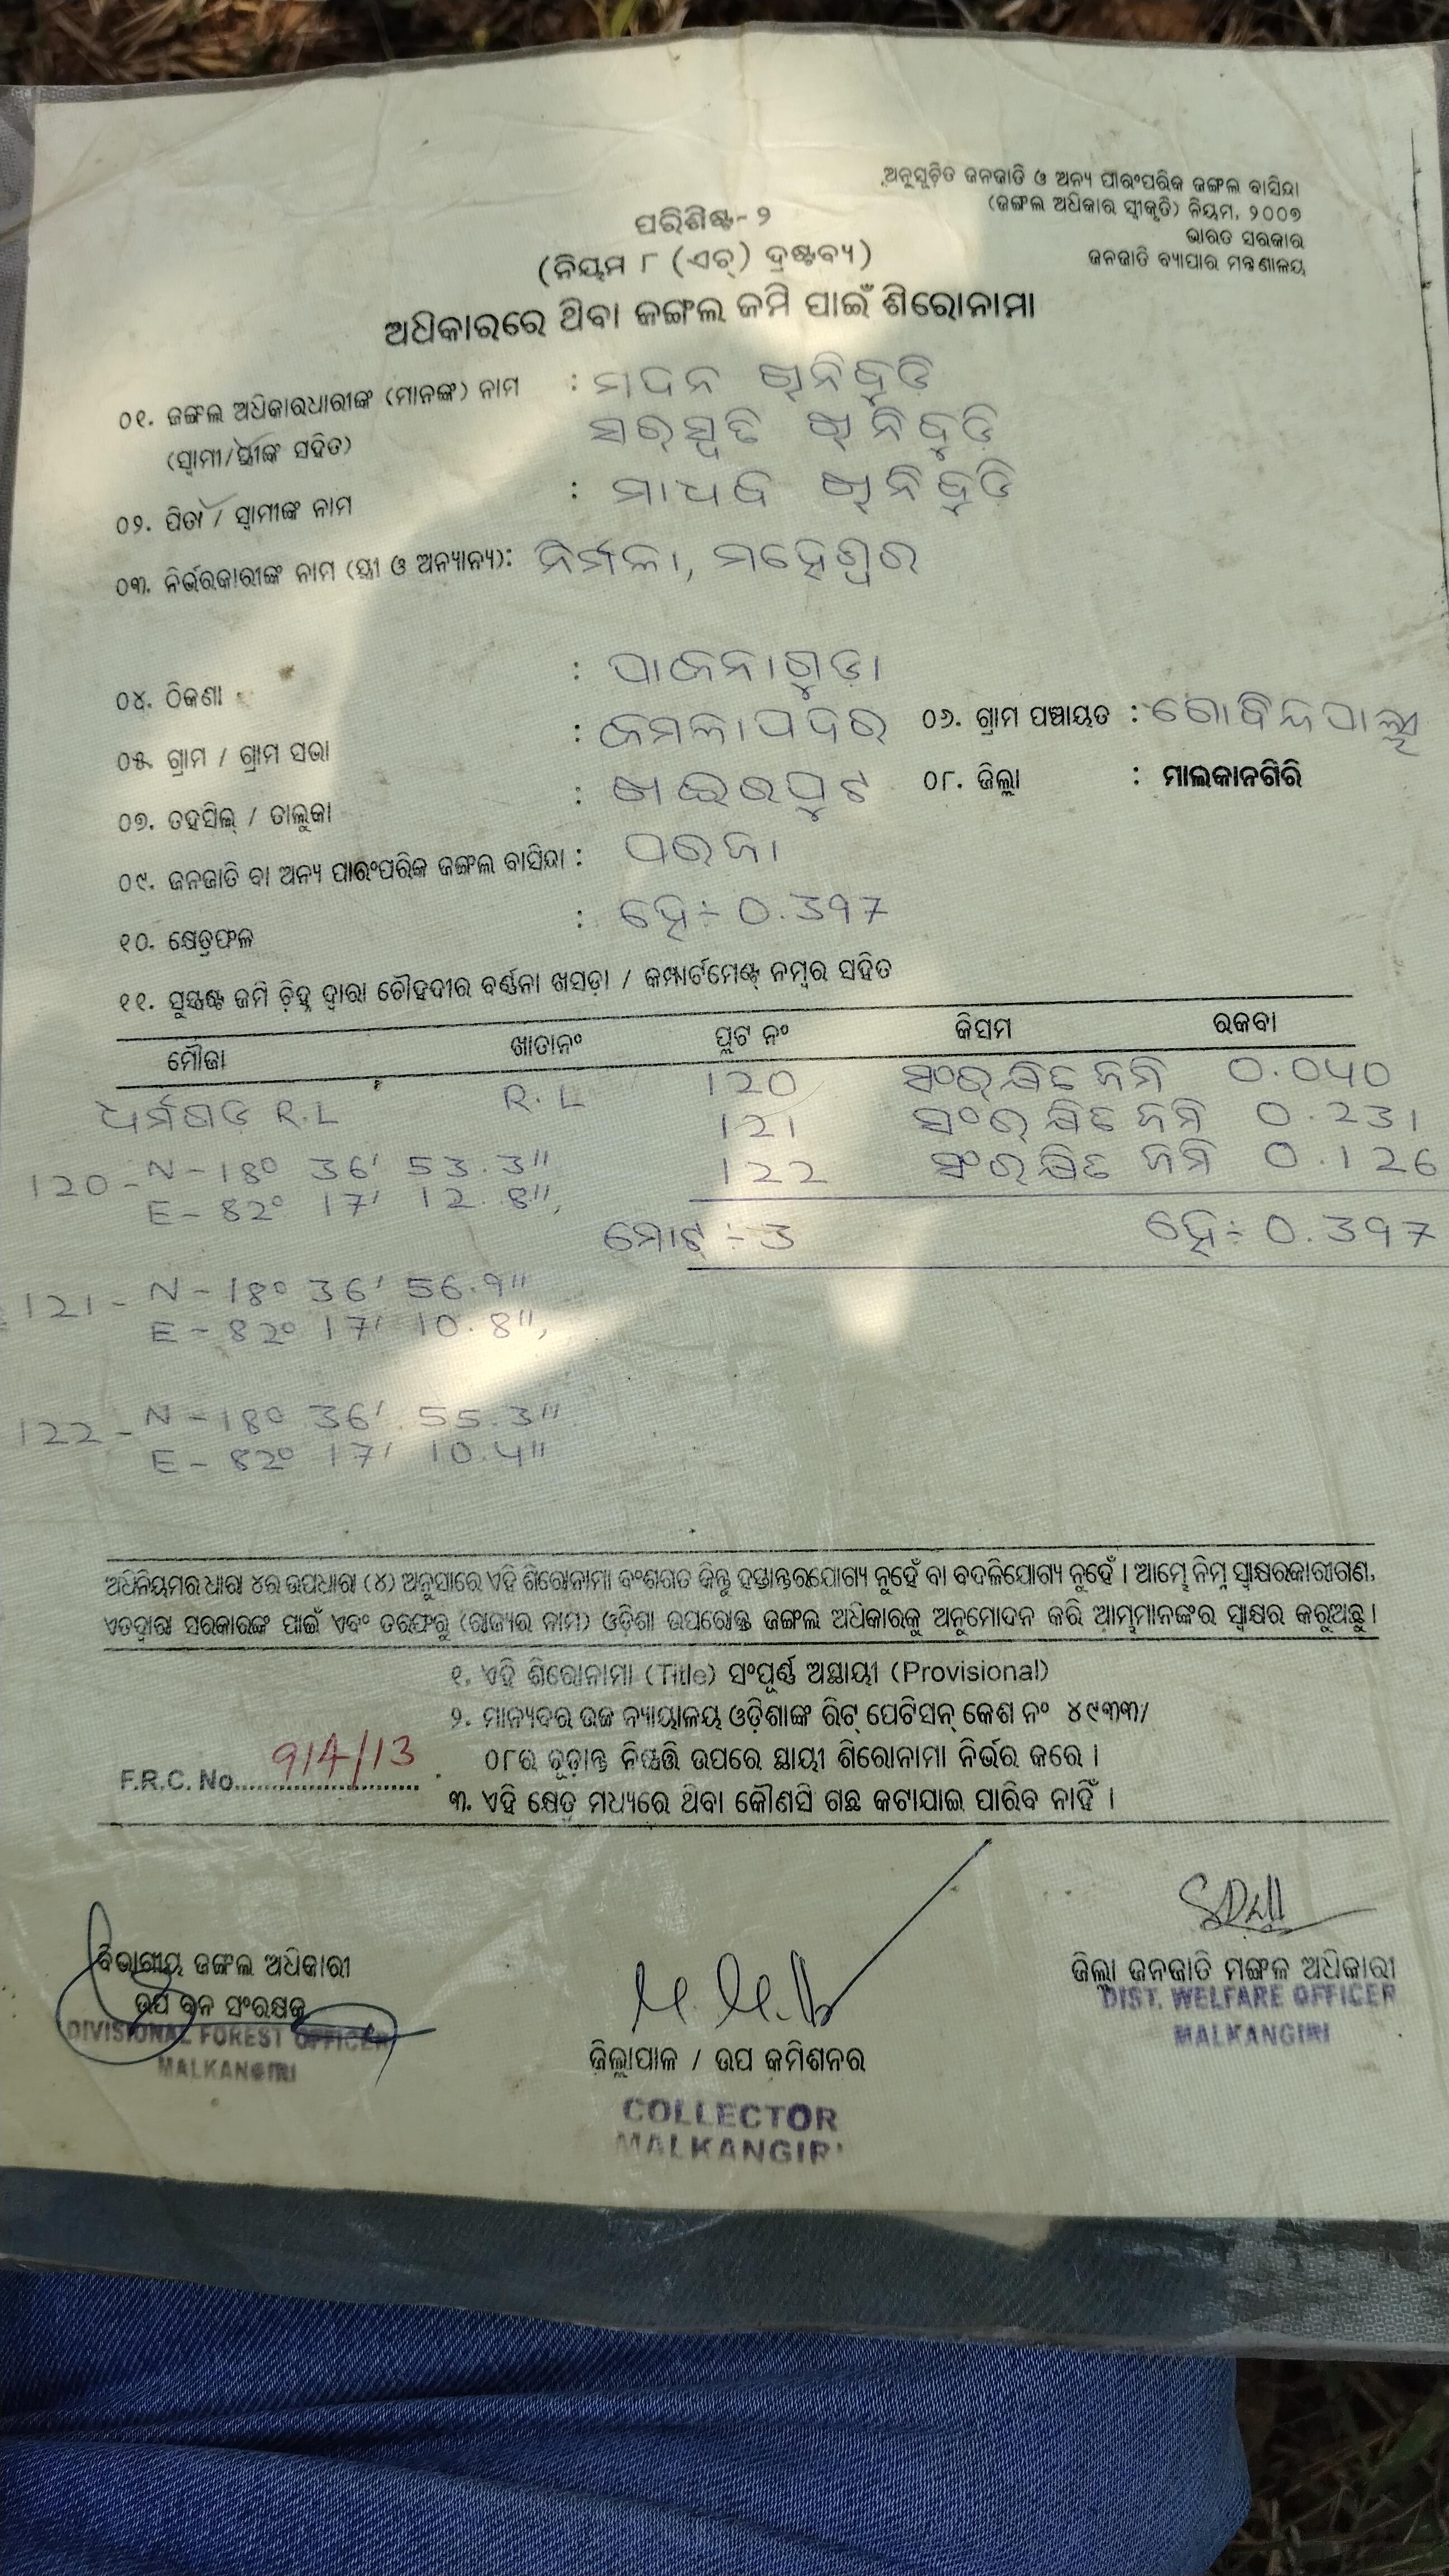 ଅନୁସୂଚିତ ଜନଜାତି ଓ ଅନ୍ୟ ପାରଂପରିକ ଜଙ୍ଗଲ ବାସିନ୍ଦା
(ଜଙ୍ଗଲ ଅଧିକାର ସ୍ୱୀକୃତି) ନିୟମ, ୨୦୦୭
ଭାରତ ସରକାର
ଜନଜାତି ବ୍ୟାପାର ମନ୍ତ୍ରଣାଳୟ
ପରିଶିଷ୍ଟ-୨
(ନିୟମ ୮ (ଏଚ୍) ଦ୍ରଷ୍ଟବ୍ୟ)
ଅଧିକାରରେ ଥିବା ଜଙ୍ଗଲ ଜମି ପାଇଁ ଶିରୋନାମା
୦୧. ଜଙ୍ଗଲ ଅଧିକାରଧାରୀଙ୍କ (ମାନଙ୍କ) ନାମ : ମଦନ ଖିନିବୁଡି
(ସ୍ୱାମୀ/ସ୍ତ୍ରୀଙ୍କ ସହିତ) ସରସ୍ଵତି ଖିନିବୁଡି
୦୨. ପିତା / ସ୍ୱାମୀଙ୍କ ନାମ : ମାଧବ ଖିନିବୁଡି
୦୩. ନିର୍ଭରକାରୀଙ୍କ ନାମ (ସ୍ତ୍ରୀ ଓ ଅନ୍ୟାନ୍ୟ): ନିର୍ମଳା, ମହେଶ୍ଵର
୦୪. ଠିକଣା : ପାଜନାଗୁଡ଼ା
୦୫. ଗ୍ରାମ / ଗ୍ରାମ ସଭା : କମଳାପଦର ୦୬. ଗ୍ରାମ ପଞ୍ଚାୟତ : ଗୋବିନ୍ଦପାଲ୍ଲୀ
୦୭. ତହସିଲ୍ / ତାଲୁକା : ଖଇରପୁଟ ୦୮. ଜିଲ୍ଲା : ମାଲକାନଗିରି
୦୯. ଜନଜାତି ବା ଅନ୍ୟ ପାରଂପରିକ ଜଙ୍ଗଲ ବାସିନ୍ଦା : ପରଜା
୧୦. କ୍ଷେତ୍ରଫଳ : ହେ÷ 0.397
୧୧. ସୁସ୍ପଷ୍ଟ ଜମି ଚିହ୍ନ ଦ୍ୱାରା ଚୌହଦୀର ବର୍ଣ୍ଣନା ଖସଡ଼ା / କମ୍ପାର୍ଟମେଣ୍ଟ୍ ନମ୍ବର ସହିତ
ମୌଜା ଖାତାନଂ ପ୍ଲଟ ନଂ କିସମ ରକବା
ଧର୍ମଗଡ R.L R.L 120 ସଂରକ୍ଷିତ ଜମି 0.040
121 ସଂରକ୍ଷିତ ଜମି 0.231
122 ସଂରକ୍ଷିତ ଜମି 0.126
120 - N - 18° 36' 53.3"
E - 82° 17' 12.8",
ମୋଟ ÷ 3 ହେ÷ 0.397
121 - N - 18° 36' 56.9"
E - 82° 17' 10.8",
122 - N - 18° 36' 55.3"
E - 82° 17' 10.4"
ଅଧିନିୟମର ଧାରା ୪ର ଉପଧାରା (୪) ଅନୁସାରେ ଏହି ଶିରୋନାମା ବଂଶଗତ କିନ୍ତୁ ହସ୍ତାନ୍ତରଯୋଗ୍ୟ ନୁହେଁ ବା ବଦଳିଯୋଗ୍ୟ ନୁହେଁ । ଆମ୍ଭେ ନିମ୍ନ ସ୍ୱାକ୍ଷରକାରୀଗଣ,
ଏତଦ୍ଦ୍ୱାରା ସରକାରଙ୍କ ପାଇଁ ଏବଂ ତରଫରୁ (ରାଜ୍ୟର ନାମ) ଓଡ଼ିଶା ଉପରୋକ୍ତ ଜଙ୍ଗଲ ଅଧିକାରକୁ ଅନୁମୋଦନ କରି ଆମ୍ଭମାନଙ୍କର ସ୍ୱାକ୍ଷର କରୁଅଛୁ ।
୧. ଏହି ଶିରୋନାମା (Title) ସଂପୂର୍ଣ୍ଣ ଅସ୍ଥାୟୀ (Provisional)
୨. ମାନ୍ୟବର ଉଚ୍ଚ ନ୍ୟାୟାଳୟ ଓଡ଼ିଶାଙ୍କ ରିଟ୍ ପେଟିସନ୍ କେଶ ନଂ ୪୯୩୩/
୦୮ର ଚୂଡ଼ାନ୍ତ ନିଷ୍ପତ୍ତି ଉପରେ ସ୍ଥାୟୀ ଶିରୋନାମା ନିର୍ଭର କରେ ।
F.R.C. No. 914/13
୩. ଏହି କ୍ଷେତ୍ର ମଧ୍ୟରେ ଥିବା କୌଣସି ଗଛ କଟାଯାଇ ପାରିବ ନାହିଁ ।
ବିଭାଗୀୟ ଜଙ୍ଗଲ ଅଧିକାରୀ
ଉପ ବନ ସଂରକ୍ଷକ
DIVISIONAL FOREST OFFICER
MALKANGIRI
ଜିଲ୍ଲାପାଳ / ଉପ କମିଶନର
COLLECTOR
MALKANGIRI
ଜିଲ୍ଲା ଜନଜାତି ମଙ୍ଗଳ ଅଧିକାରୀ
DIST. WELFARE OFFICER
MALKANGIRI